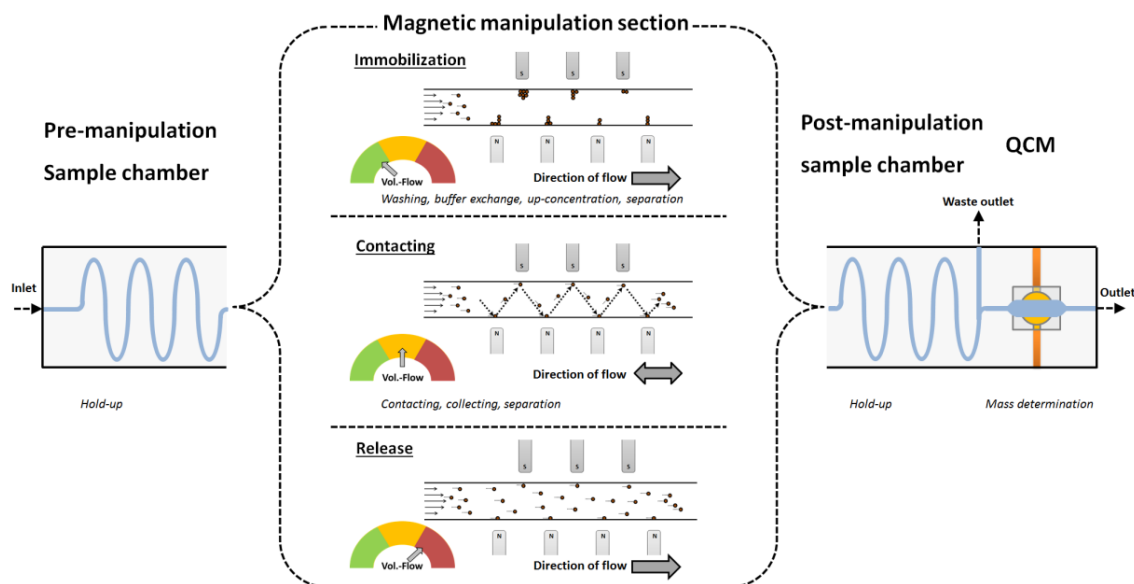 Magnetic manipulation section
Pre-manipulation
Sample chamber
Inlet
Hold-up
Immobilization
S S S
N N N N
Vol.-Flow
Direction of flow
Washing, buffer exchange, up-concentration, separation
Contacting
S S S
N N N N
Vol.-Flow
Direction of flow
Contacting, collecting, separation
Release
S S S
N N N N
Vol.-Flow
Direction of flow
Post-manipulation
sample chamber
QCM
Waste outlet
Outlet
Hold-up
Mass determination